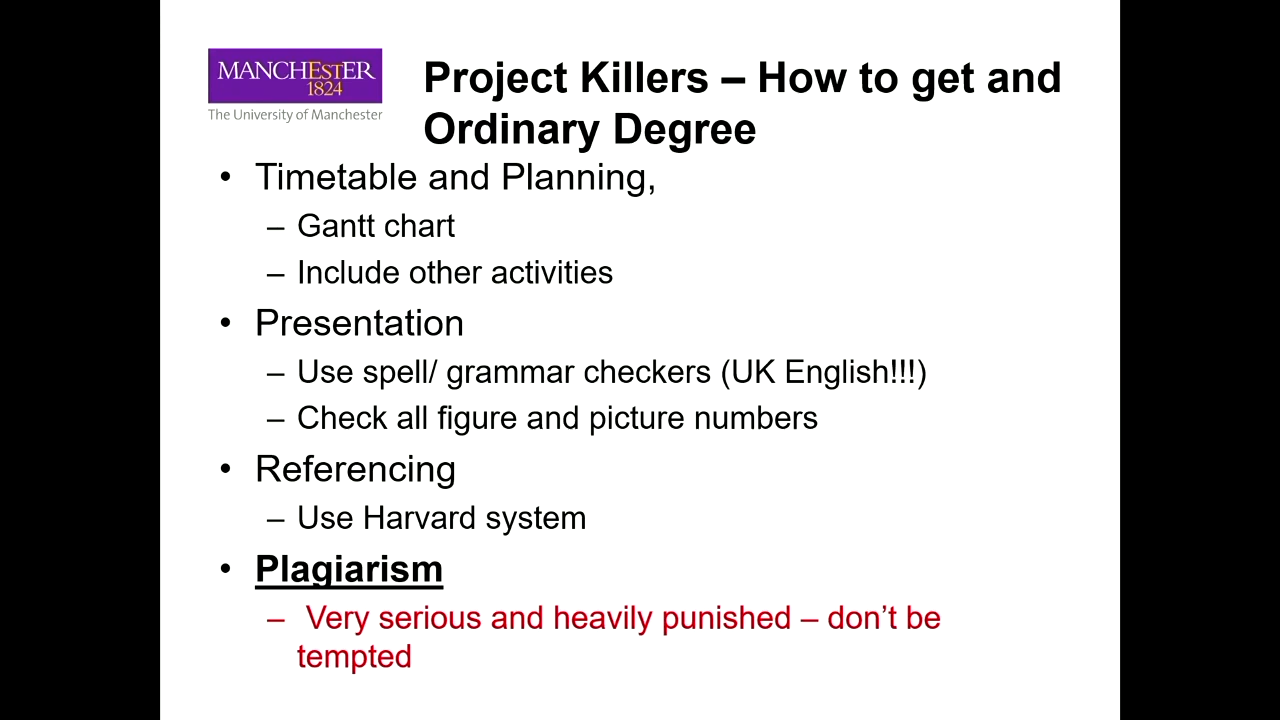 MANCHESTER
1824
The University of Manchester
Project Killers – How to get and
Ordinary Degree
• Timetable and Planning,
– Gantt chart
– Include other activities
• Presentation
– Use spell/ grammar checkers (UK English!!!)
– Check all figure and picture numbers
• Referencing
– Use Harvard system
• Plagiarism
– Very serious and heavily punished – don’t be
tempted